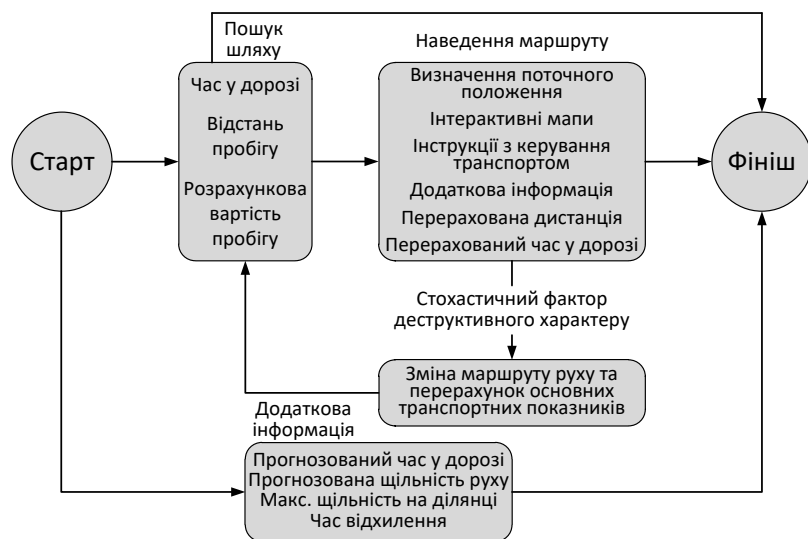 Пошук
шляху
Наведення маршруту
Старт
Час у дорозі
Відстань
пробігу
Розрахункова
вартість
пробігу
Визначення поточного
положення
Інтерактивні мапи
Інструкції з керування
транспортом
Додаткова інформація
Перерахована дистанція
Перерахований час у дорозі
Фініш
Стохастичний фактор
деструктивного характеру
Зміна маршруту руху та
перерахунок основних
транспортних показників
Додаткова
інформація
Прогнозований час у дорозі
Прогнозована щільність руху
Макс. щільність на ділянці
Час відхилення